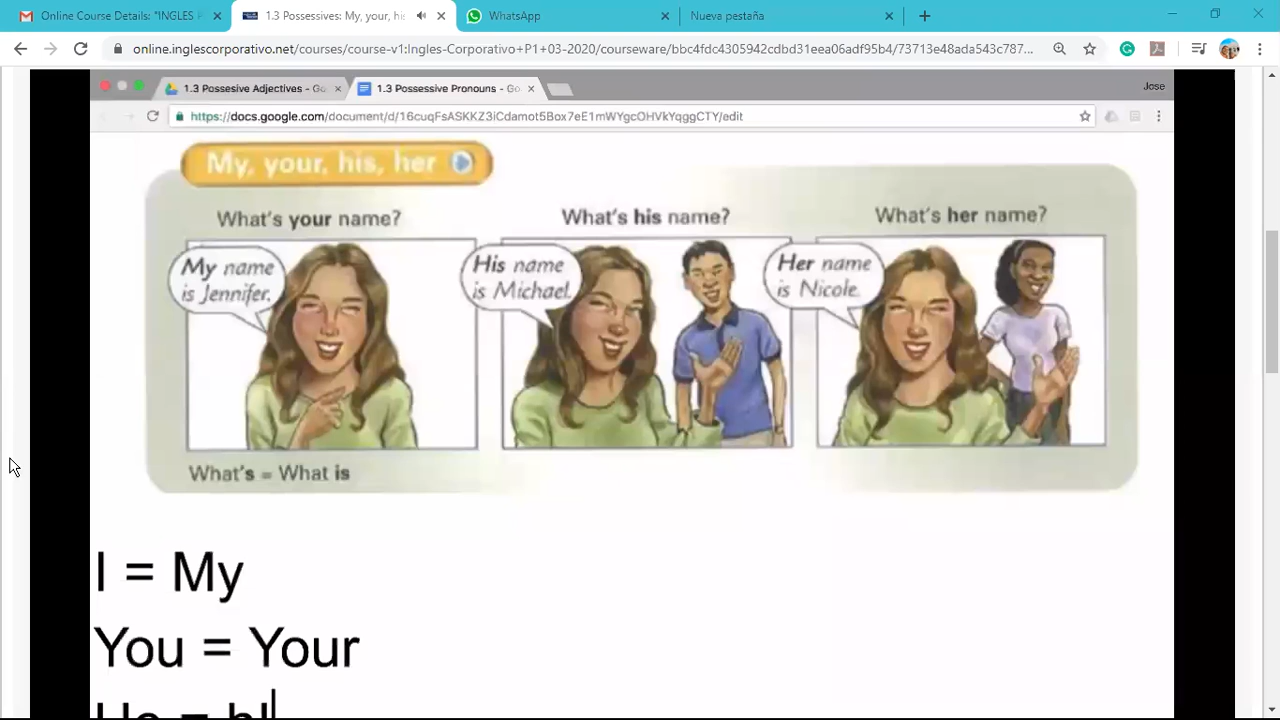 Online Course Details: "INGLES P
1.3 Possessives: My, your, his
WhatsApp
Nueva pestaña
online.inglescorporativo.net/courses/course-v1:Ingles-Corporativo+P1+03-2020/courseware/bbc4fdc4305942cdbd31eea06adf95b4/73713e48ada543c787...
1.3 Possesive Adjectives - Go
1.3 Possessive Pronouns - Go
Jose
https://docs.google.com/document/d/16cuqFsASKKZ3iCdamot5Box7eE1mWYgcOHVkYqggCTY/edit
My, your, his, her
What's your name?
What's his name?
What's her name?
My name
is Jennifer.
His name
is Michael.
Her name
is Nicole.
What's = What is
I = My
You = Your
He = hI